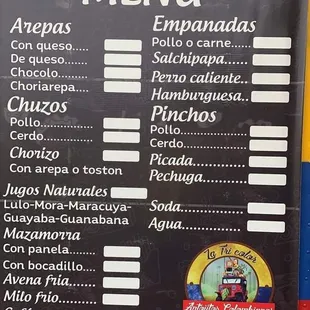 Menu
Arepas
Con queso.....
De queso.......
Chocolo.........
Choriarepa....
Chuzos
Pollo................
Cerdo................
Chorizo
Con arepa o toston
Jugos Naturales
Lulo-Mora-Maracuya-
Guayaba-Guanabana
Mazamorra
Con panela........
Con bocadillo....
Avena fria.......
Milo frio..........
Empanadas
Pollo o carne.....
Salchipapa.......
Perro caliente..
Hamburguesa..
Pinchos
Pollo.................
Cerdo................
Picada.............
Pechuga...........
Soda................
Agua................
La Tri color
Antojitos Colombianos